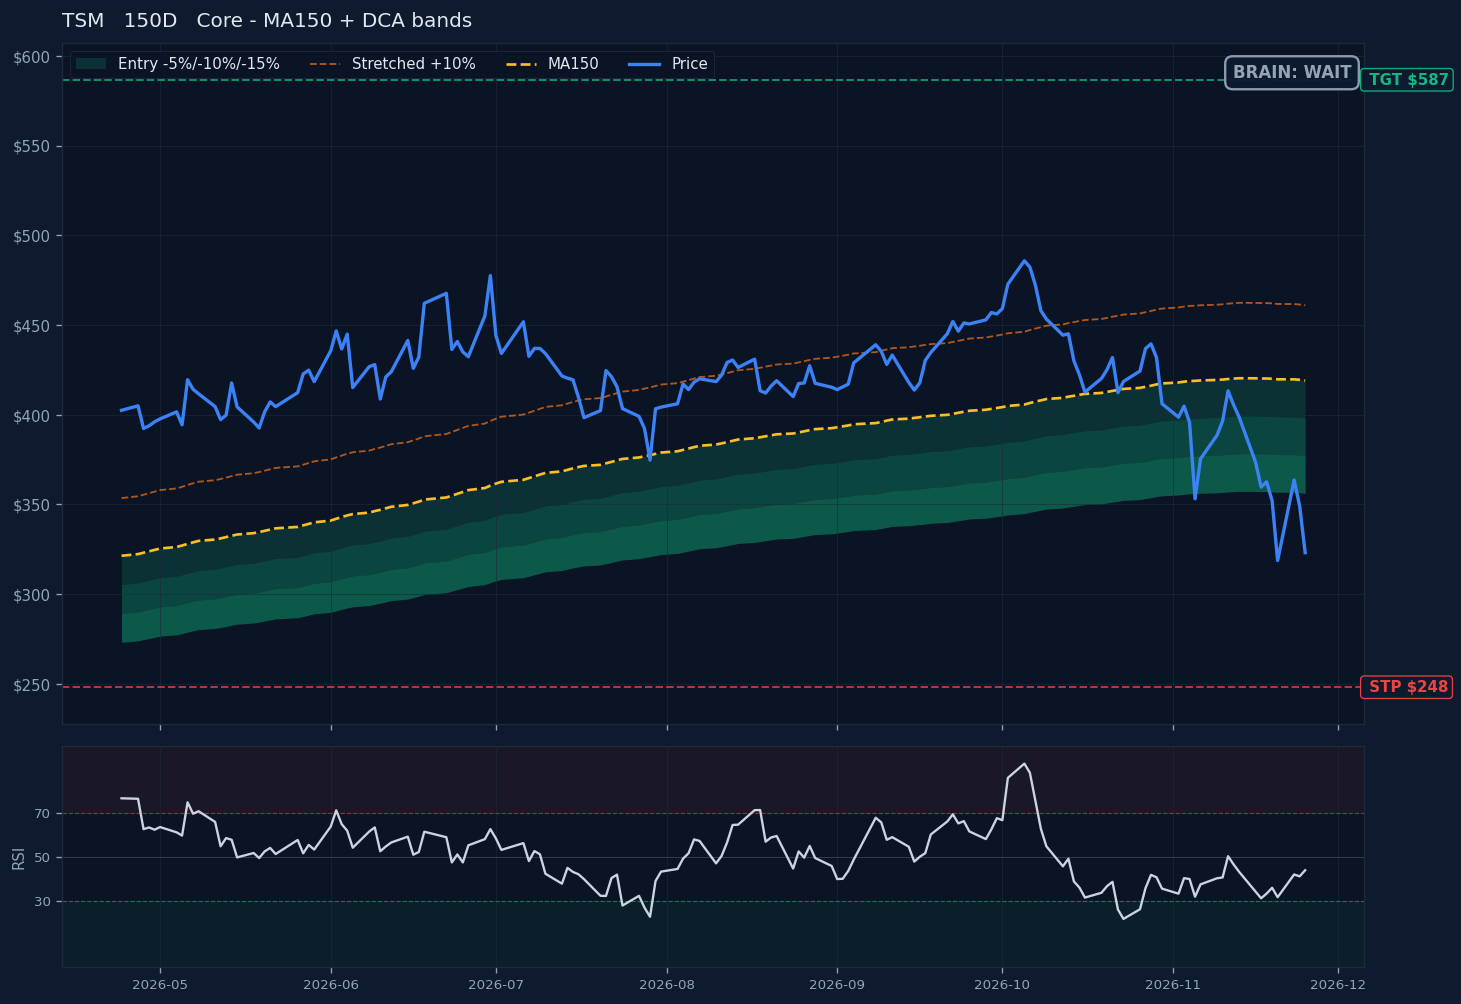 TSM   150D   Core - MA150 + DCA bands
Entry -5%/-10%/-15%   Stretched +10%   MA150   Price
BRAIN: WAIT
TGT $587
$600
$550
$500
$450
$400
$350
$300
$250
STP $248
RSI
70
50
30
2026-05   2026-06   2026-07   2026-08   2026-09   2026-10   2026-11   2026-12